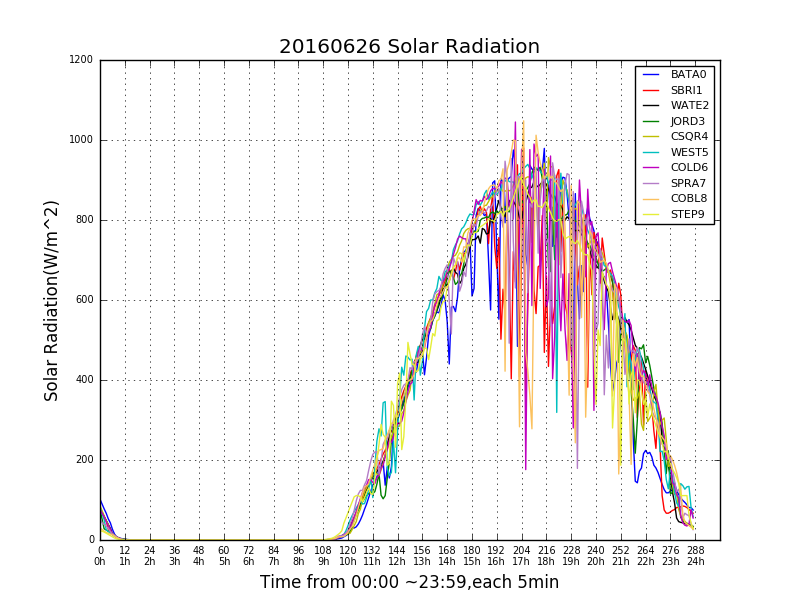 20160626 Solar Radiation
1200
1000
800
600
400
200
0
Solar Radiation(W/m^2)
BATA0
SBRI1
WATE2
JORD3
CSQR4
WEST5
COLD6
SPRA7
COBL8
STEP9
0 12 24 36 48 60 72 84 96 108 120 132 144 156 168 180 192 204 216 228 240 252 264 276 288
0h 1h 2h 3h 4h 5h 6h 7h 8h 9h 10h 11h 12h 13h 14h 15h 16h 17h 18h 19h 20h 21h 22h 23h 24h
Time from 00:00 ~23:59,each 5min